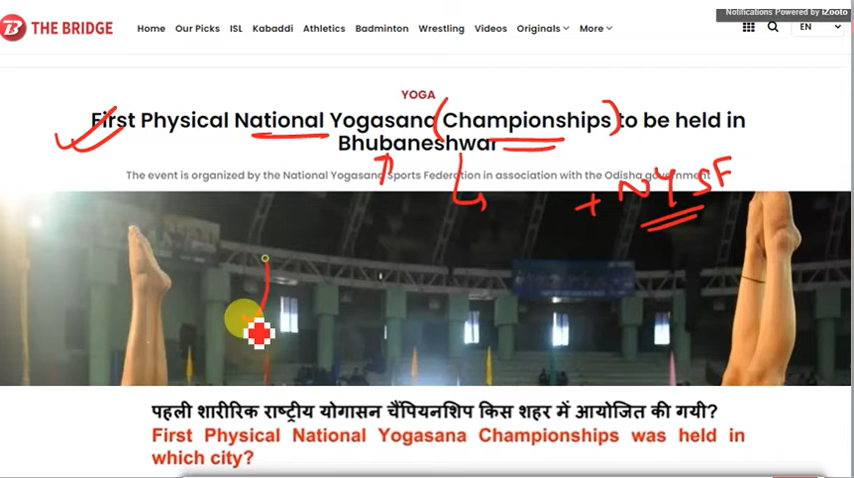 Notifications Powered by iZooto
THE BRIDGE
Home Our Picks ISL Kabaddi Athletics Badminton Wrestling Videos Originals More EN
YOGA
First Physical National Yogasana (Championships) to be held in
Bhubaneshwar
The event is organized by the National Yogasana Sports Federation in association with the Odisha government
+ NYSF
पहली शारीरिक राष्ट्रीय योगासन चैंपियनशिप किस शहर में आयोजित की गयी?
First Physical National Yogasana Championships was held in
which city?